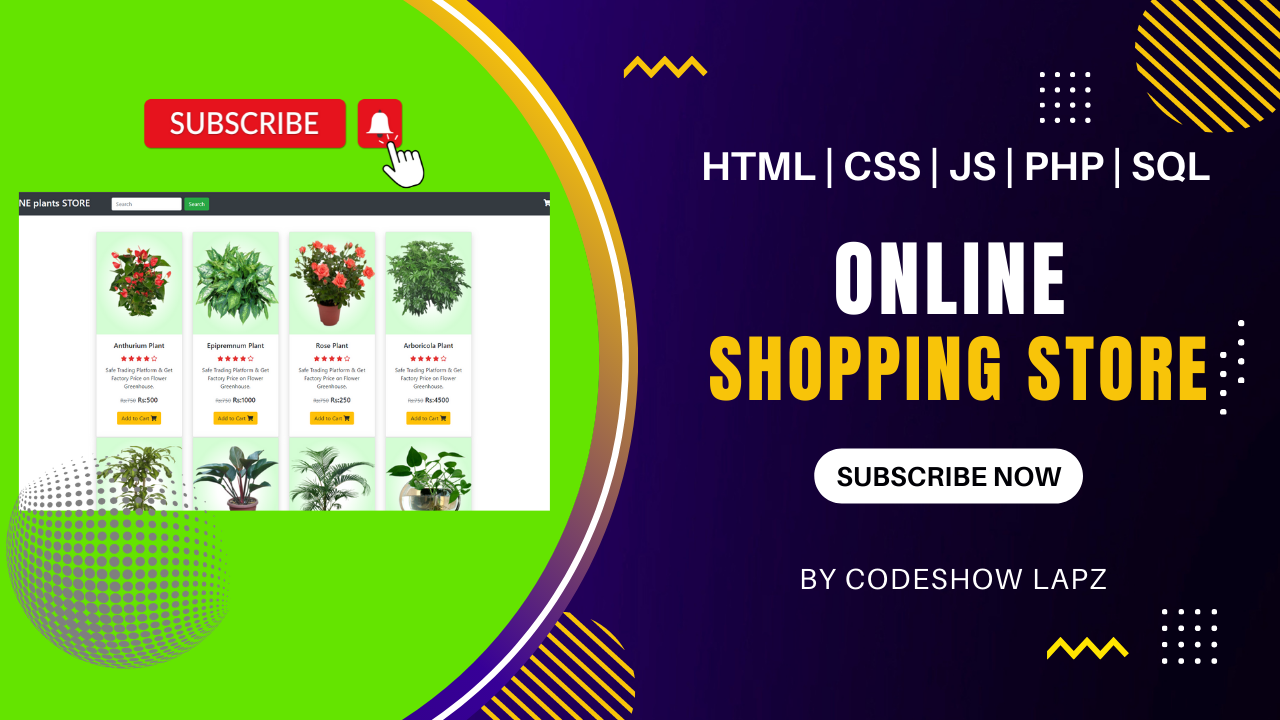 SUBSCRIBE
NE plants STORE
Search
Search
Anthurium Plant
Safe Trading Platform & Get
Factory Price on Flower
Greenhouse.
Rs750 Rs:500
Add to Cart
Epipremnum Plant
Safe Trading Platform & Get
Factory Price on Flower
Greenhouse.
Rs750 Rs:1000
Add to Cart
Rose Plant
Safe Trading Platform & Get
Factory Price on Flower
Greenhouse.
Rs750 Rs:250
Add to Cart
Arboricola Plant
Safe Trading Platform & Get
Factory Price on Flower
Greenhouse.
Rs750 Rs:4500
Add to Cart
HTML | CSS | JS | PHP | SQL
ONLINE
SHOPPING STORE
SUBSCRIBE NOW
BY CODESHOW LAPZ